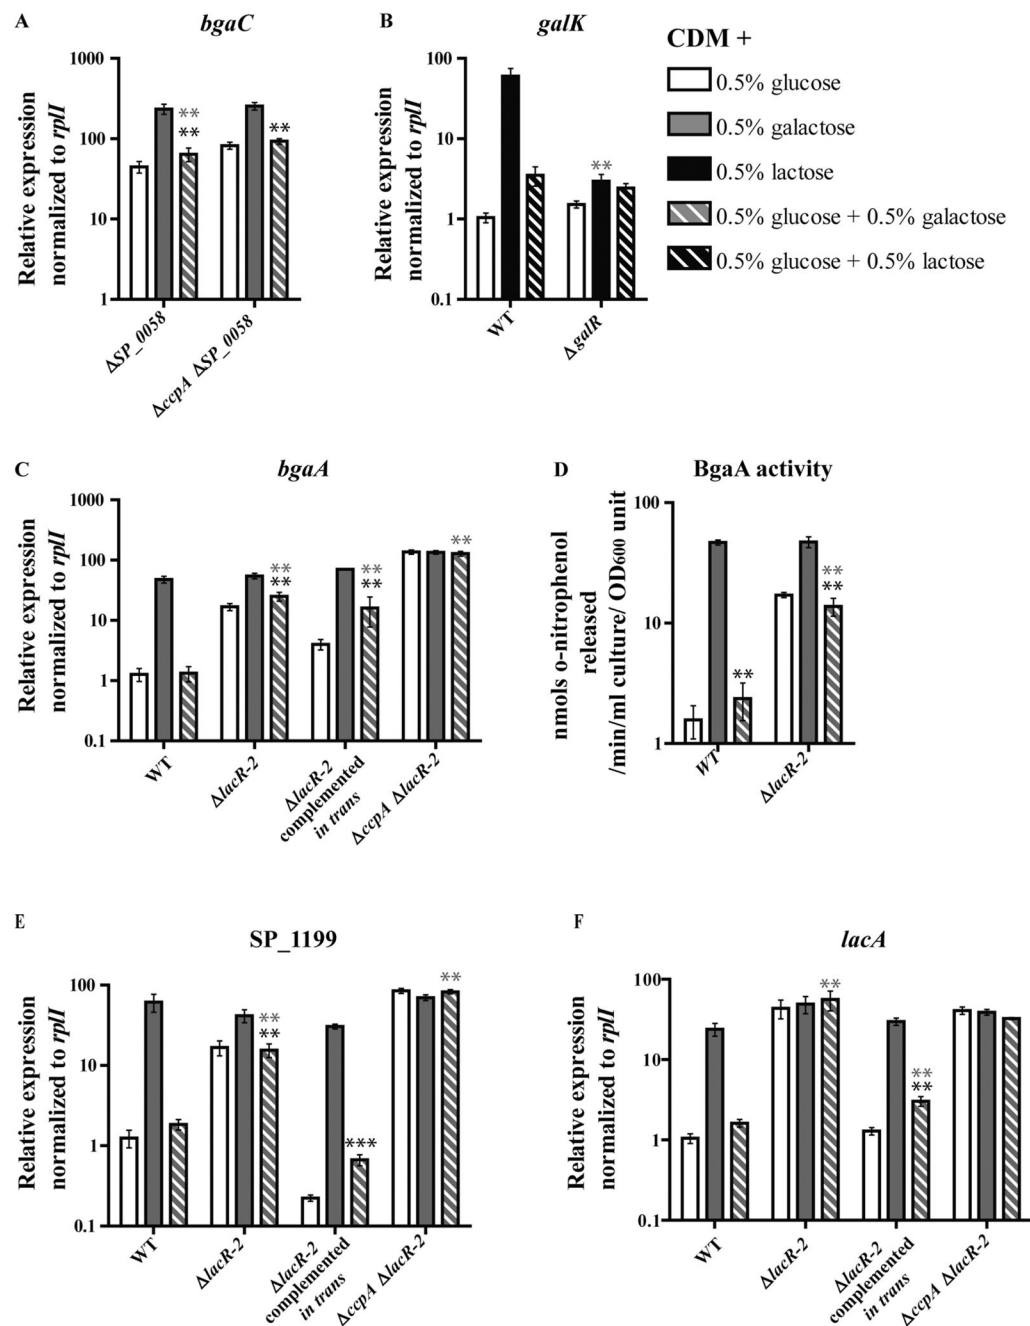 A
bgaC
Relative expression
normalized to rplI
1000
100
10
1
ΔSP_0058
ΔccpA ΔSP_0058
** 
**
**
B
galK
Relative expression
normalized to rplI
100
10
1
0.1
WT
ΔgalR
**
CDM +
0.5% glucose
0.5% galactose
0.5% lactose
0.5% glucose + 0.5% galactose
0.5% glucose + 0.5% lactose
C
bgaA
Relative expression
normalized to rplI
1000
100
10
1
0.1
**
**
**
**
**
WT
ΔlacR-2
ΔlacR-2
complemented
in trans
ΔccpA ΔlacR-2
D
BgaA activity
nmols o-nitrophenol
released
/min/ml culture/ OD600 unit
100
10
1
**
**
**
WT
ΔlacR-2
E
SP_1199
Relative expression
normalized to rplI
100
10
1
0.1
**
**
***
**
WT
ΔlacR-2
ΔlacR-2
complemented
in trans
ΔccpA ΔlacR-2
F
lacA
Relative expression
normalized to rplI
100
10
1
0.1
**
**
**
WT
ΔlacR-2
ΔlacR-2
complemented
in trans
ΔccpA ΔlacR-2